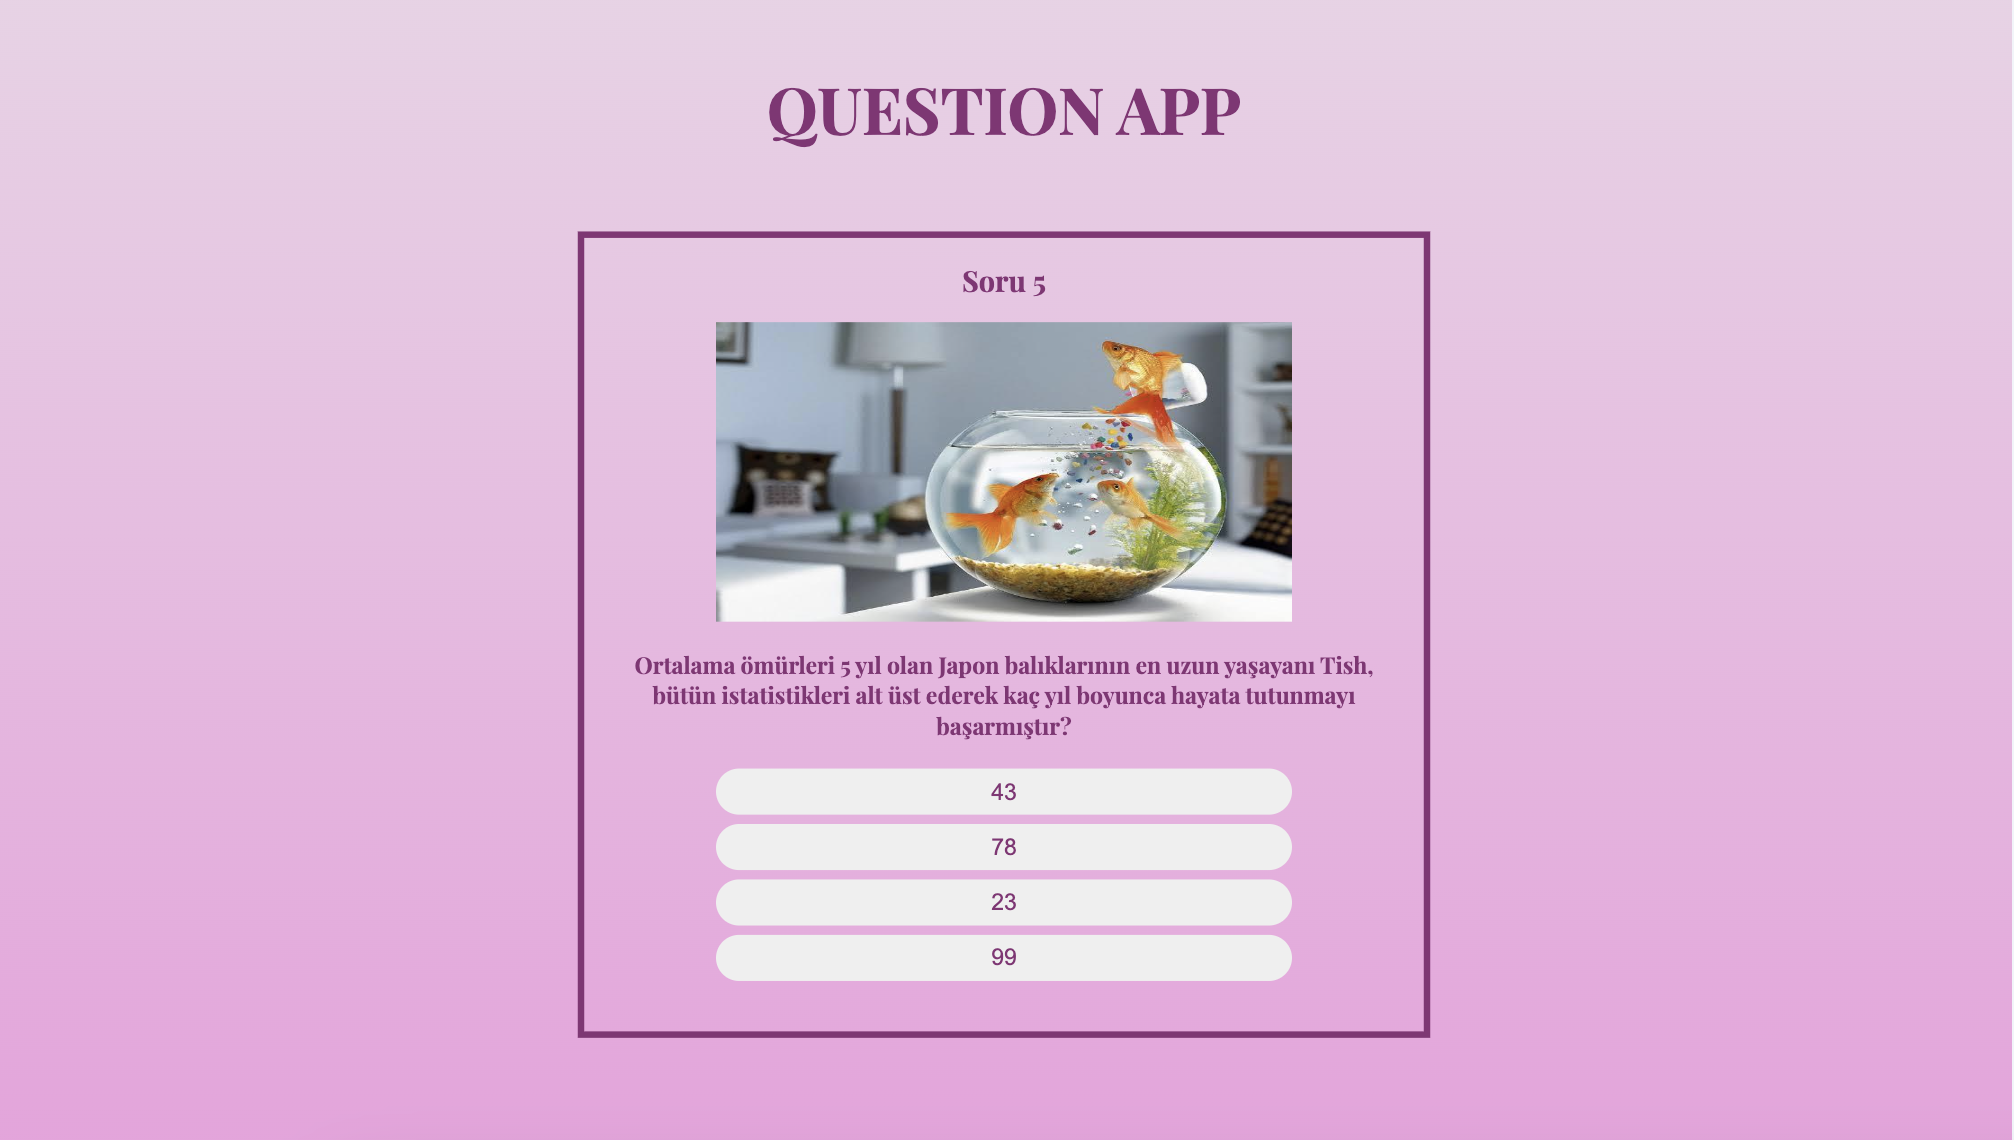 QUESTION APP
Soru 5
Ortalama ömürleri 5 yıl olan Japon balıklarının en uzun yaşayanı Tish,
bütün istatistikleri alt üst ederek kaç yıl boyunca hayata tutunmayı
başarmıştır?
43
78
23
99